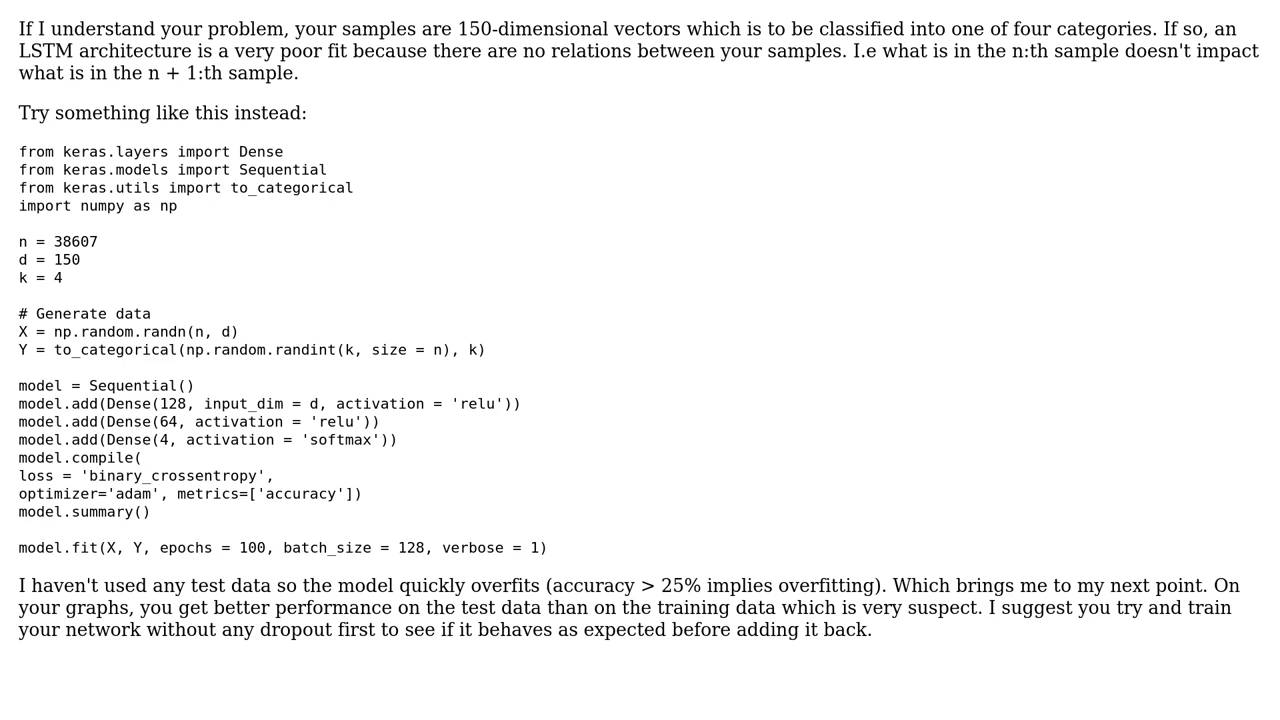 If I understand your problem, your samples are 150-dimensional vectors which is to be classified into one of four categories. If so, an
LSTM architecture is a very poor fit because there are no relations between your samples. I.e what is in the n:th sample doesn't impact
what is in the n + 1:th sample.
Try something like this instead:
from keras.layers import Dense
from keras.models import Sequential
from keras.utils import to_categorical
import numpy as np
n = 38607
d = 150
k = 4
# Generate data
X = np.random.randn(n, d)
Y = to_categorical(np.random.randint(k, size = n), k)
model = Sequential()
model.add(Dense(128, input_dim = d, activation = 'relu'))
model.add(Dense(64, activation = 'relu'))
model.add(Dense(4, activation = 'softmax'))
model.compile(
loss = 'binary_crossentropy',
optimizer='adam', metrics=['accuracy'])
model.summary()
model.fit(X, Y, epochs = 100, batch_size = 128, verbose = 1)
I haven't used any test data so the model quickly overfits (accuracy > 25% implies overfitting). Which brings me to my next point. On
your graphs, you get better performance on the test data than on the training data which is very suspect. I suggest you try and train
your network without any dropout first to see if it behaves as expected before adding it back.